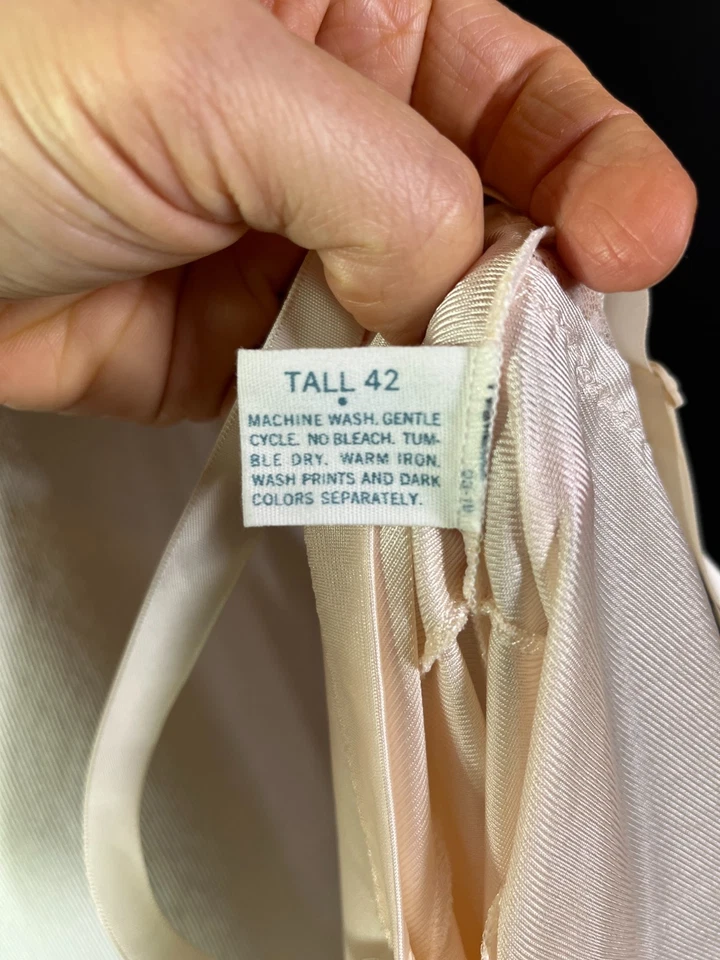 TALL 42
MACHINE WASH. GENTLE
CYCLE. NO BLEACH. TUM-
BLE DRY. WARM IRON.
WASH PRINTS AND DARK
COLORS SEPARATELY.